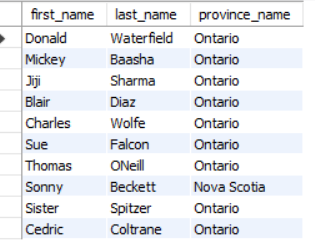 first_name last_name province_name
Donald Waterfield Ontario
Mickey Baasha Ontario
Jiji Sharma Ontario
Blair Diaz Ontario
Charles Wolfe Ontario
Sue Falcon Ontario
Thomas ONeill Ontario
Sonny Beckett Nova Scotia
Sister Spitzer Ontario
Cedric Coltrane Ontario